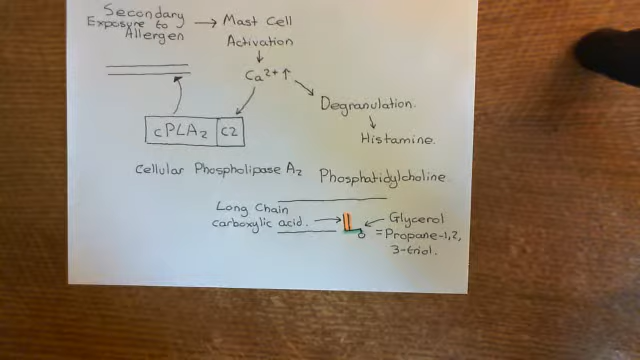 Secondary
Exposure to
Allergen
Mast Cell
Activation
Ca2+ ↑
Degranulation.
Histamine.
cPLA2 C2
Cellular Phospholipase A2
Phosphatidylcholine
Long Chain
carboxylic acid.
Glycerol
=Propane-1,2,
3-triol.